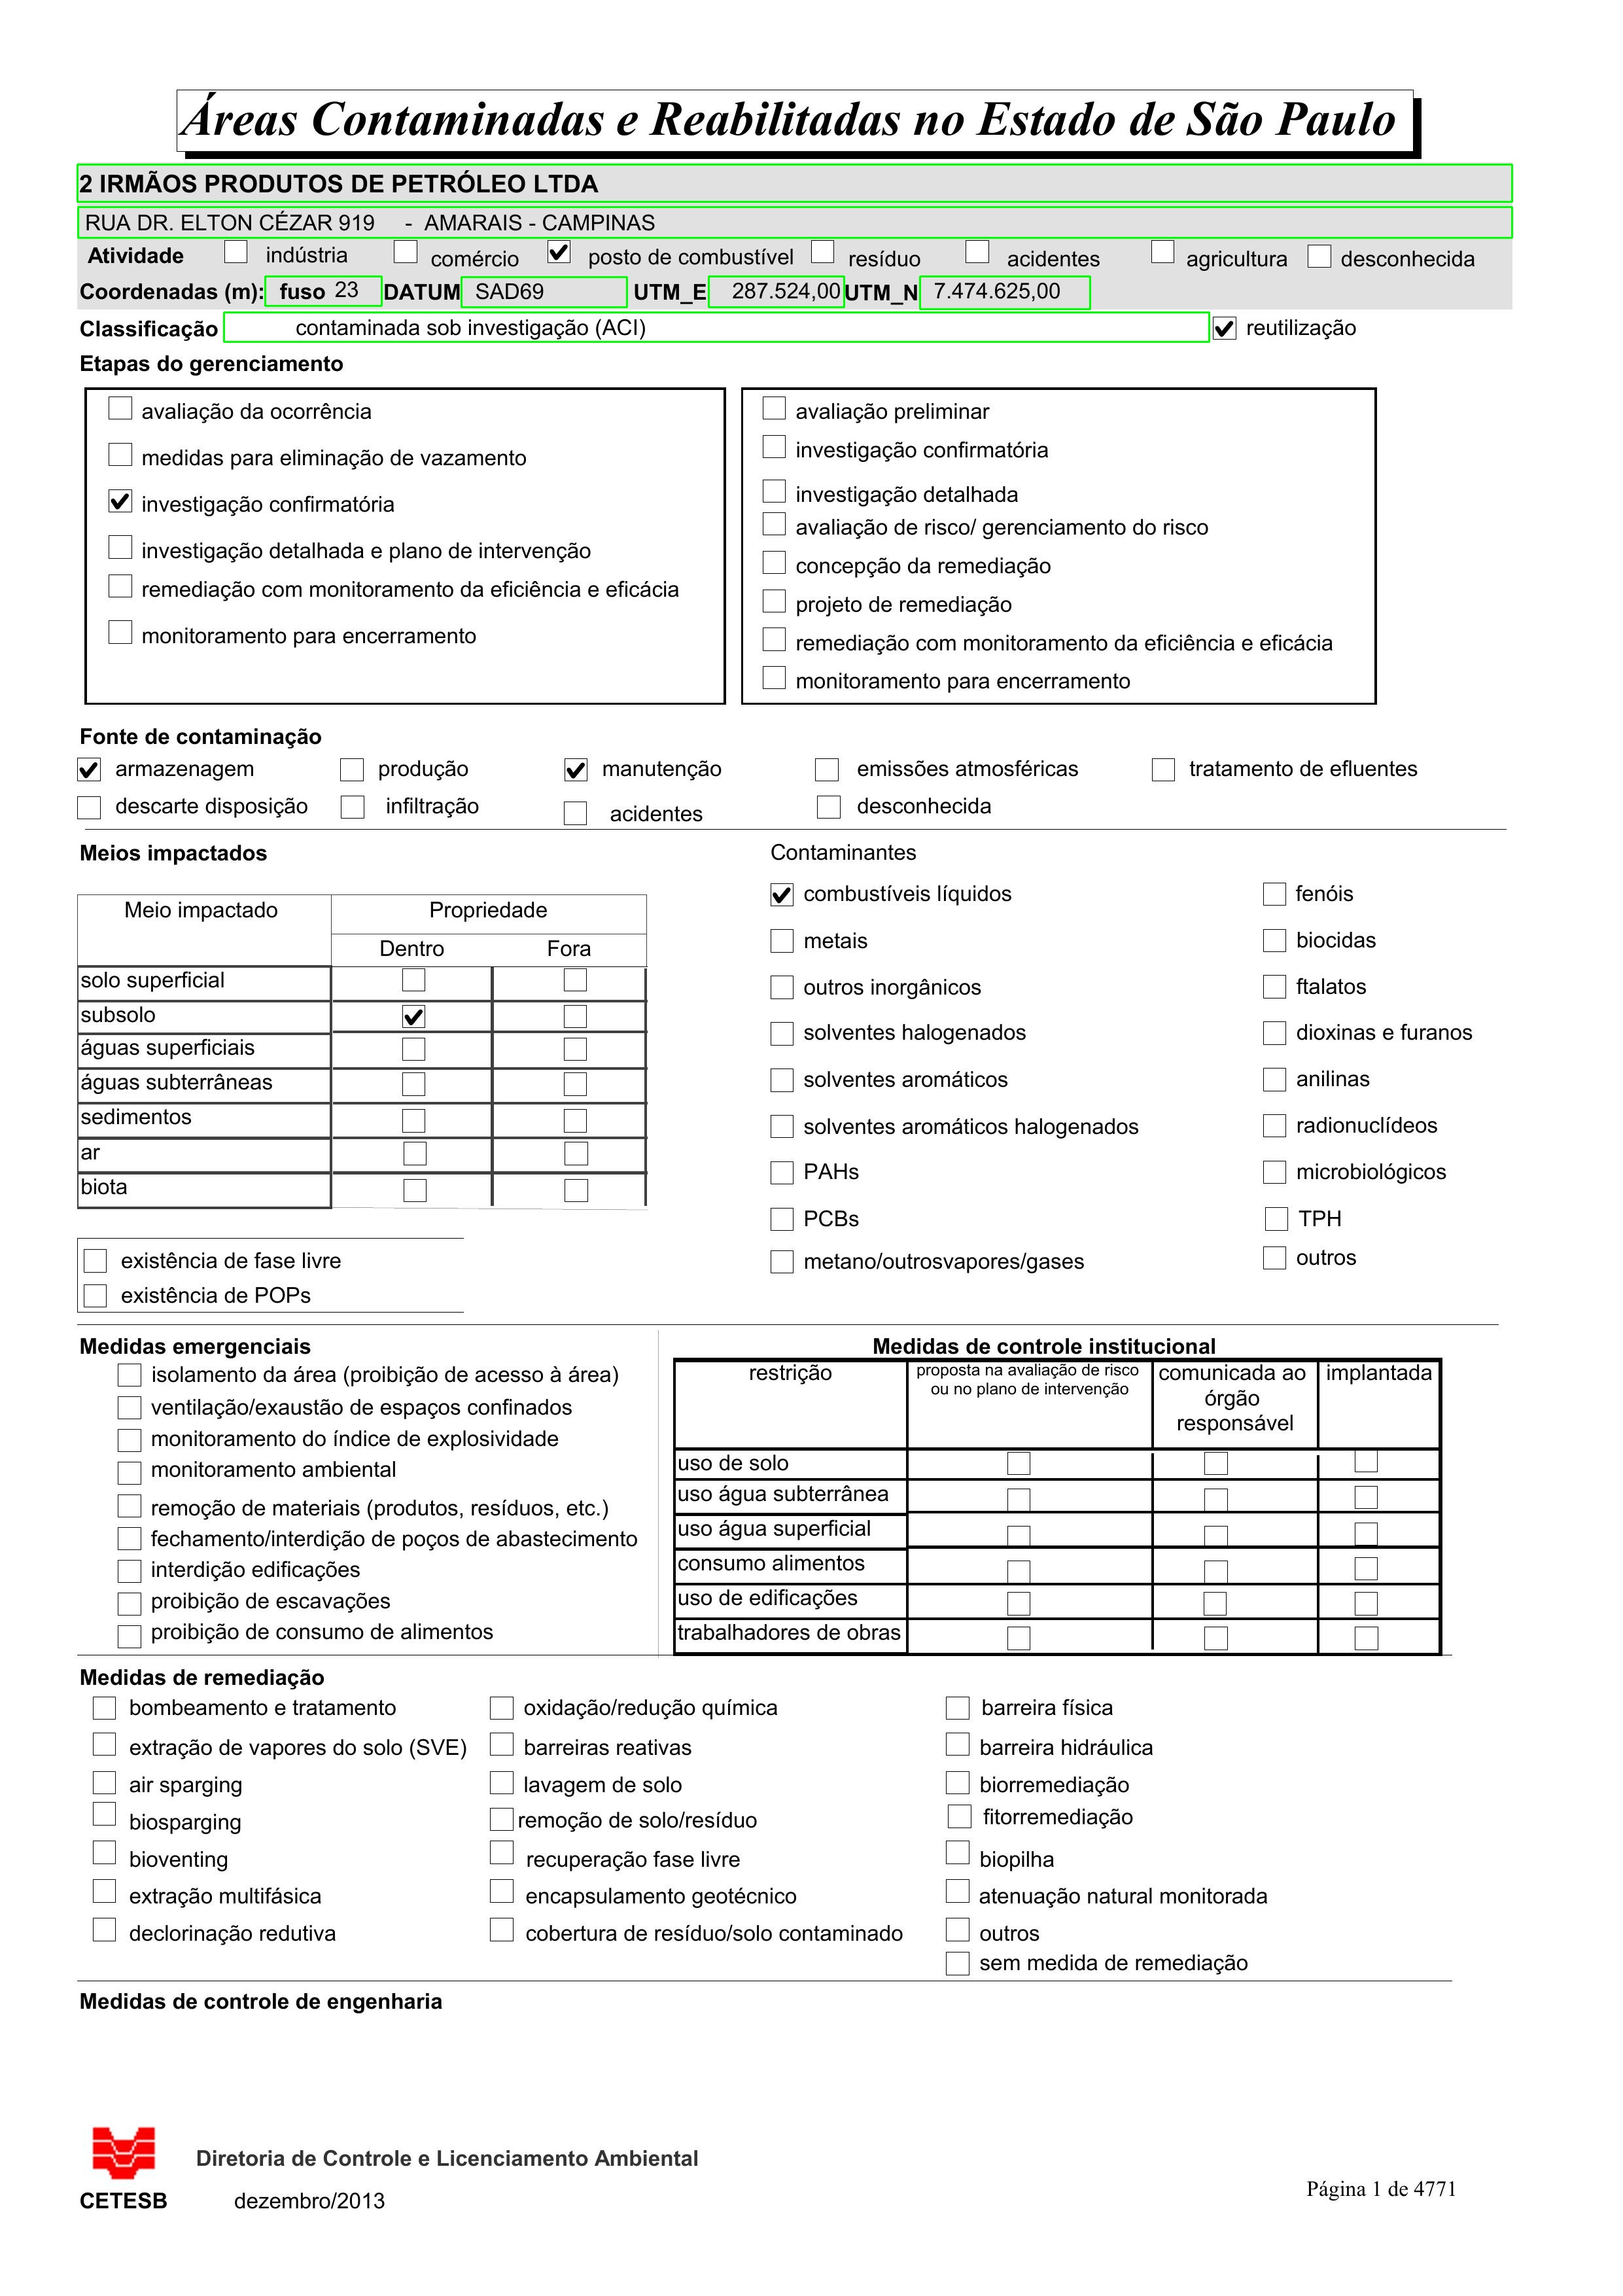 Áreas Contaminadas e Reabilitadas no Estado de São Paulo
2 IRMÃOS PRODUTOS DE PETRÓLEO LTDA
RUA DR. ELTON CÉZAR 919 - AMARAIS - CAMPINAS
Atividade indústria comércio posto de combustível resíduo acidentes agricultura desconhecida
Coordenadas (m): fuso 23 DATUM SAD69 UTM_E 287.524,00 UTM_N 7.474.625,00
Classificação contaminada sob investigação (ACI) reutilização
Etapas do gerenciamento
avaliação da ocorrência
medidas para eliminação de vazamento
investigação confirmatória
investigação detalhada e plano de intervenção
remediação com monitoramento da eficiência e eficácia
monitoramento para encerramento
avaliação preliminar
investigação confirmatória
investigação detalhada
avaliação de risco/ gerenciamento do risco
concepção da remediação
projeto de remediação
remediação com monitoramento da eficiência e eficácia
monitoramento para encerramento
Fonte de contaminação
armazenagem produção manutenção emissões atmosféricas tratamento de efluentes
descarte disposição infiltração acidentes desconhecida
Meios impactados
Meio impactado Propriedade
Dentro Fora
solo superficial
subsolo
águas superficiais
águas subterrâneas
sedimentos
ar
biota
existência de fase livre
existência de POPs
Contaminantes
combustíveis líquidos fenóis
metais biocidas
outros inorgânicos ftalatos
solventes halogenados dioxinas e furanos
solventes aromáticos anilinas
solventes aromáticos halogenados radionuclídeos
PAHs microbiológicos
PCBs TPH
metano/outrosvapores/gases outros
Medidas emergenciais
isolamento da área (proibição de acesso à área)
ventilação/exaustão de espaços confinados
monitoramento do índice de explosividade
monitoramento ambiental
remoção de materiais (produtos, resíduos, etc.)
fechamento/interdição de poços de abastecimento
interdição edificações
proibição de escavações
proibição de consumo de alimentos
Medidas de controle institucional
restrição
proposta na avaliação de risco
ou no plano de intervenção
comunicada ao
órgão
responsável
implantada
uso de solo
uso água subterrânea
uso água superficial
consumo alimentos
uso de edificações
trabalhadores de obras
Medidas de remediação
bombeamento e tratamento oxidação/redução química barreira física
extração de vapores do solo (SVE) barreiras reativas barreira hidráulica
air sparging lavagem de solo biorremediação
biosparging remoção de solo/resíduo fitorremediação
bioventing recuperação fase livre biopilha
extração multifásica encapsulamento geotécnico atenuação natural monitorada
declorinação redutiva cobertura de resíduo/solo contaminado outros
sem medida de remediação
Medidas de controle de engenharia
Diretoria de Controle e Licenciamento Ambiental
CETESB dezembro/2013
Página 1 de 4771